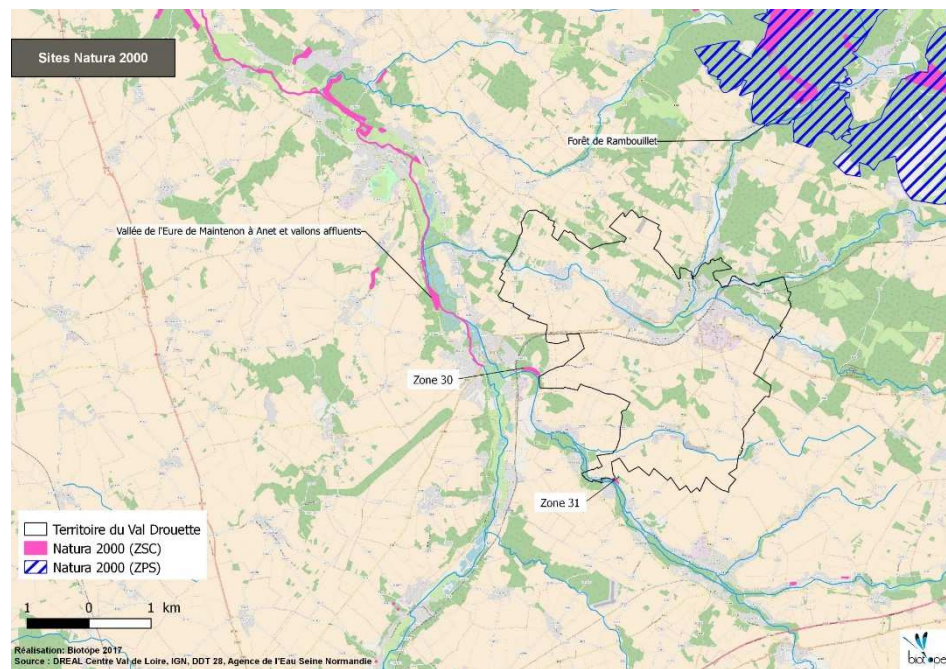 Sites Natura 2000
Forêt de Rambouillet
Vallée de l'Eure de Maintenon à Anet et vallons affluents
Zone 30
Zone 31
Territoire du Val Drouette
Natura 2000 (ZSC)
Natura 2000 (ZPS)
1 0 1 km
Réalisation: Biotope 2017
Source : DREAL Centre Val de Loire, IGN, DDT 28, Agence de l'Eau Seine Normandie
biotope